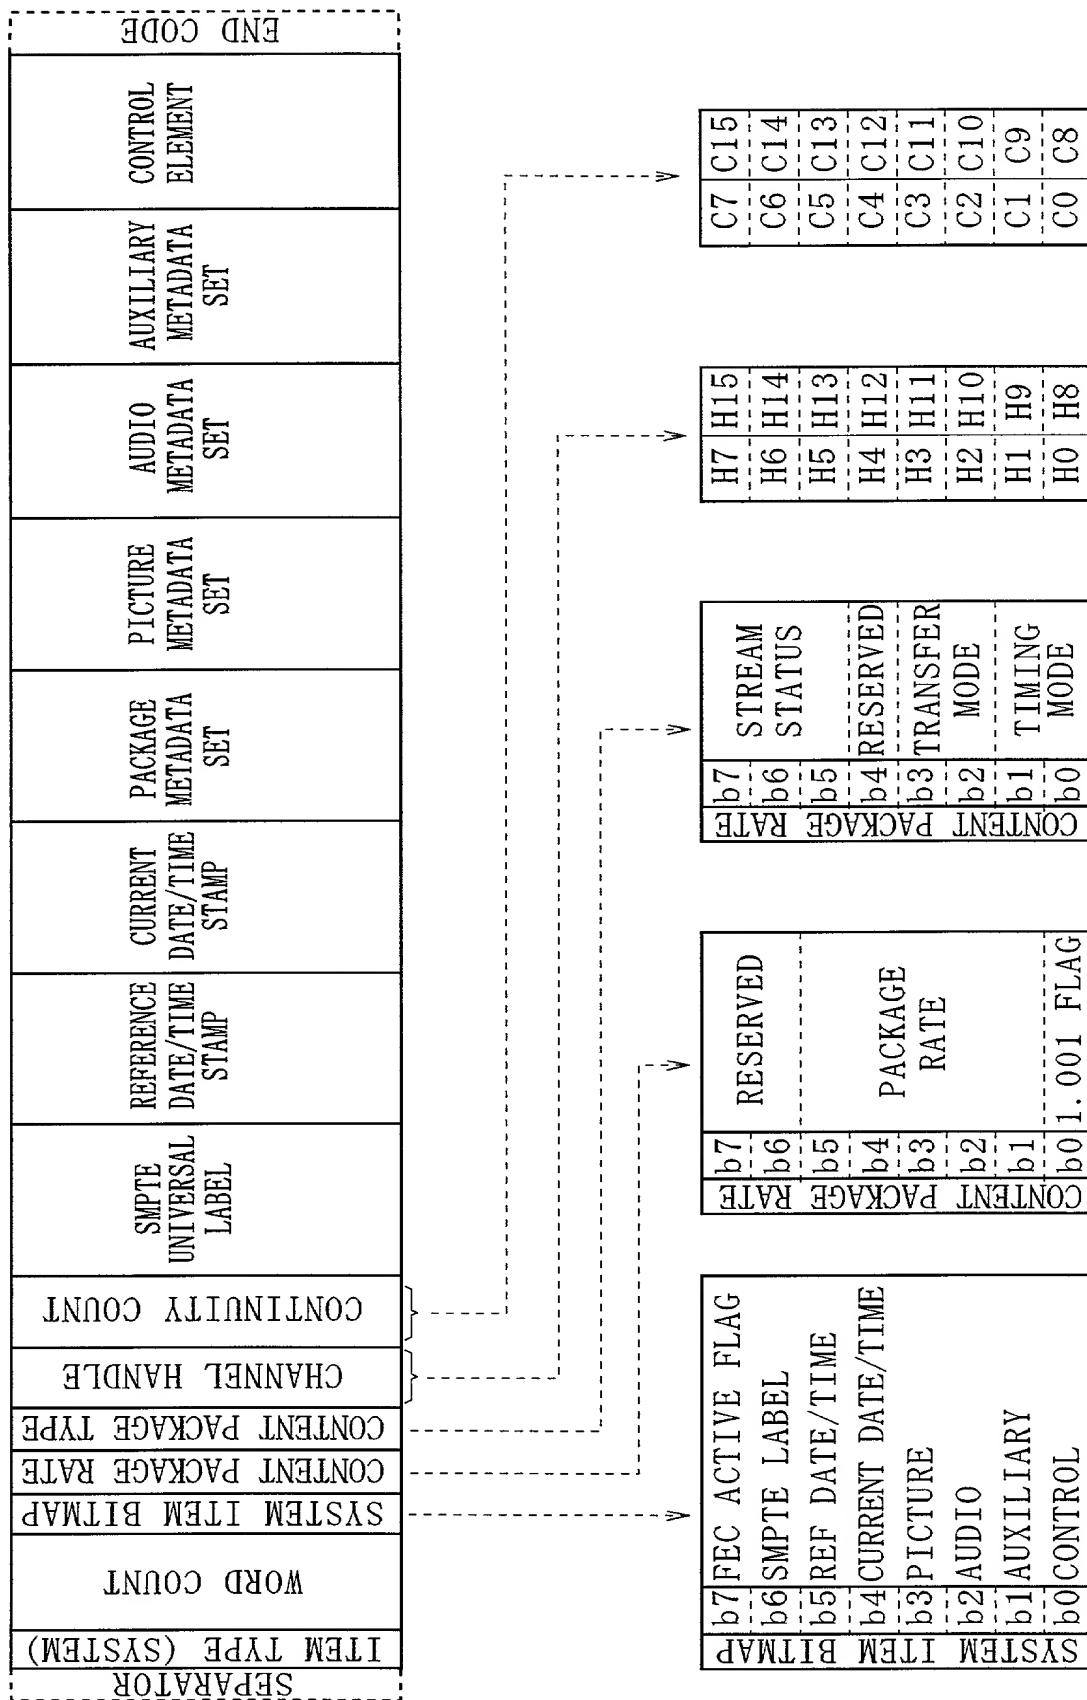 SEPARATOR
ITEM TYPE (SYSTEM)
WORD COUNT
SYSTEM ITEM BITMAP
CONTENT PACKAGE RATE
CONTENT PACKAGE TYPE
CHANNEL HANDLE
CONTINUITY COUNT
SMPTE
UNIVERSAL
LABEL
REFERENCE
DATE/TIME
STAMP
CURRENT
DATE/TIME
STAMP
PACKAGE
METADATA
SET
PICTURE
METADATA
SET
AUDIO
METADATA
SET
AUXILIARY
METADATA
SET
CONTROL
ELEMENT
END CODE
SYSTEM ITEM BITMAP
b7 FEC ACTIVE FLAG
b6 SMPTE LABEL
b5 REF DATE/TIME
b4 CURRENT DATE/TIME
b3 PICTURE
b2 AUDIO
b1 AUXILIARY
b0 CONTROL
CONTENT PACKAGE RATE
b7
b6
b5
b4
b3
b2
b1
b0
RESERVED
PACKAGE
RATE
1.001 FLAG
CONTENT PACKAGE RATE
b7
b6
b5
b4
b3
b2
b1
b0
STREAM
STATUS
RESERVED
TRANSFER
MODE
TIMING
MODE
H7 H15
H6 H14
H5 H13
H4 H12
H3 H11
H2 H10
H1 H9
H0 H8
C7 C15
C6 C14
C5 C13
C4 C12
C3 C11
C2 C10
C1 C9
C0 C8